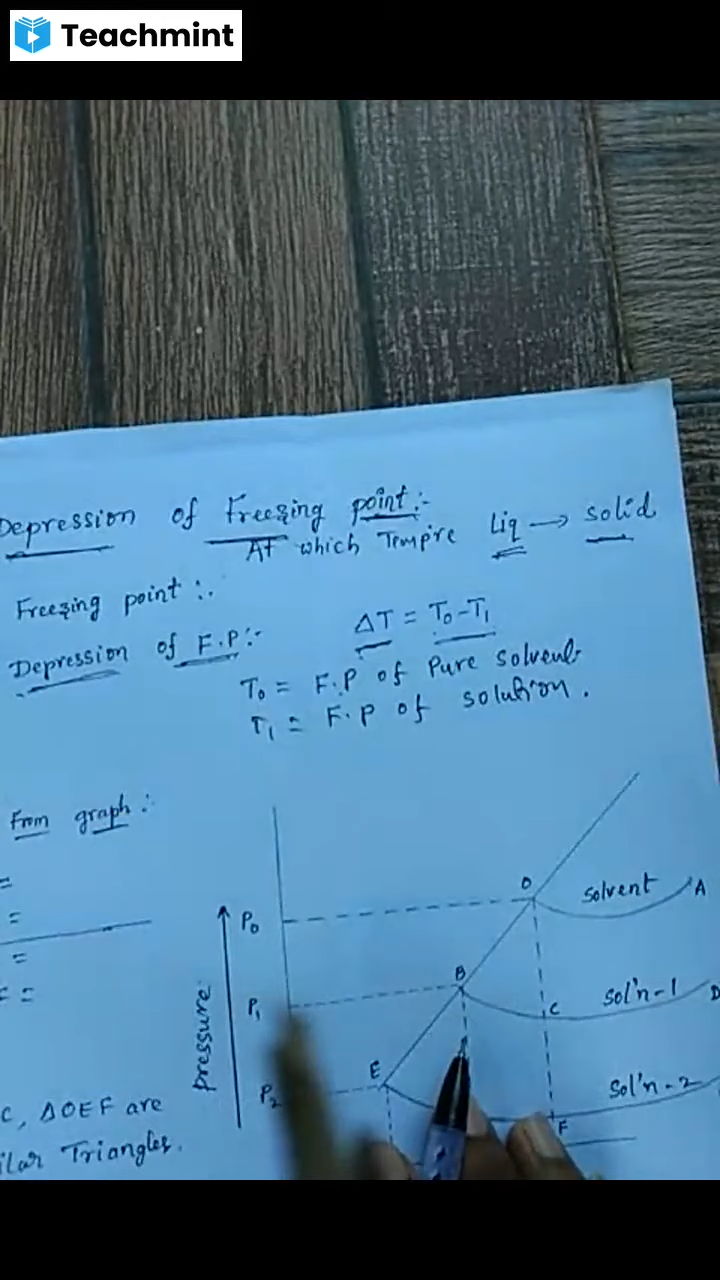 Teachmint
Depression of Freezing point:-
At which Temp're Liq → solid
Freezing point :.
Depression of F.P:- ΔT = T₀-T₁
T₀ = F.P of Pure solvent
T₁ = F.P of solution.
From graph :.
=
=
=
=
O
solvent A
P₀
B
P₁
C sol'n-1 D
pressure
E
P₂
sol'n-2
F
C, ΔOEF are
ilar Triangles.